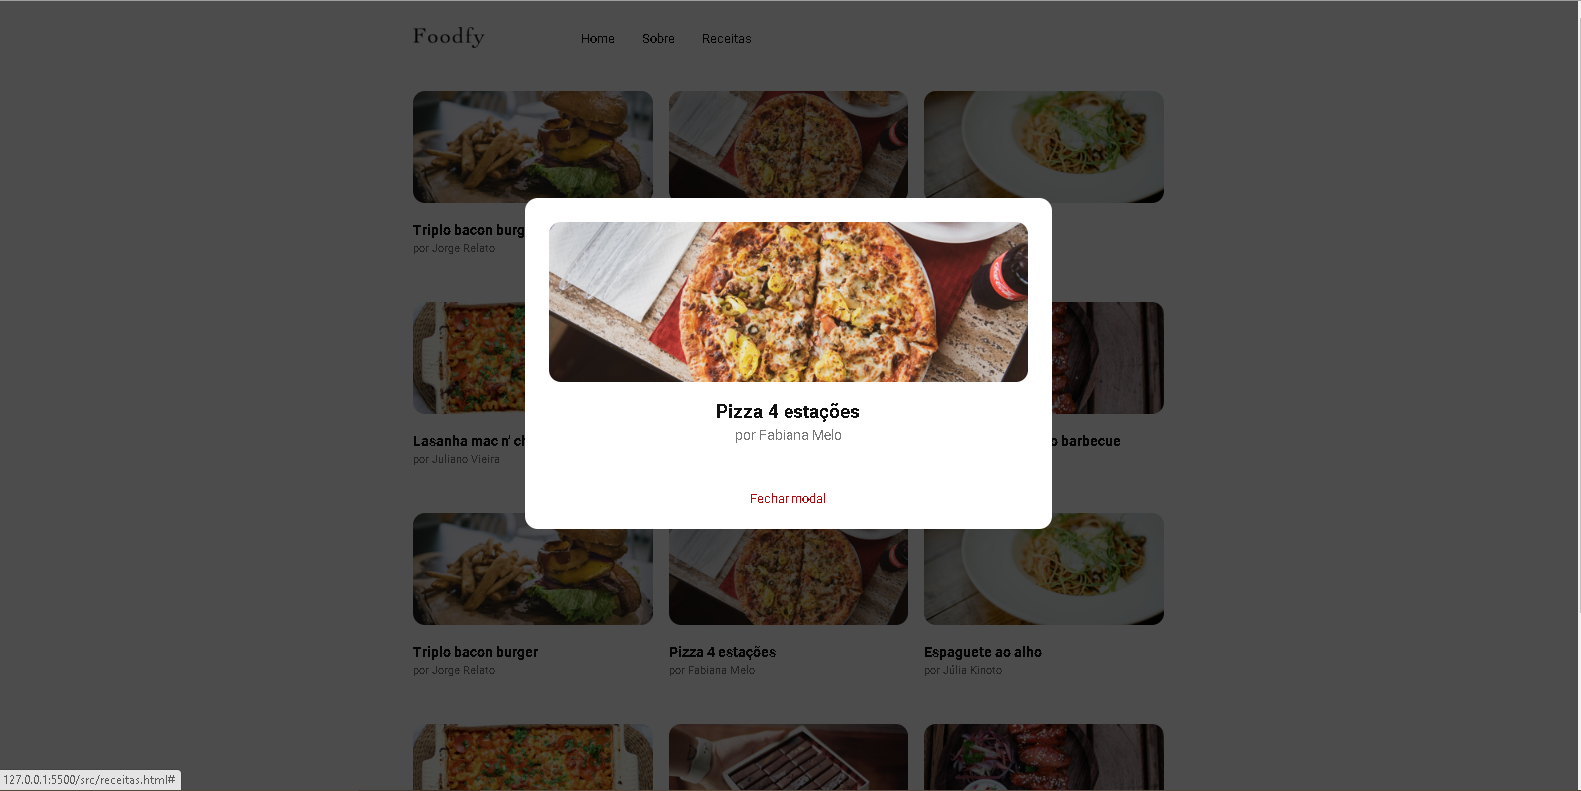 Foodfy
Home Sobre Receitas
Triplo bacon burg
por Jorge Relato
Pizza 4 estações
por Fabiana Melo
Fechar modal
Lasanha mac n' ch
por Juliano Vieira
o barbecue
Triplo bacon burger
por Jorge Relato
Pizza 4 estações
por Fabiana Melo
Espaguete ao alho
por Júlia Kinoto
127.0.0.1:5500/src/receitas.html#